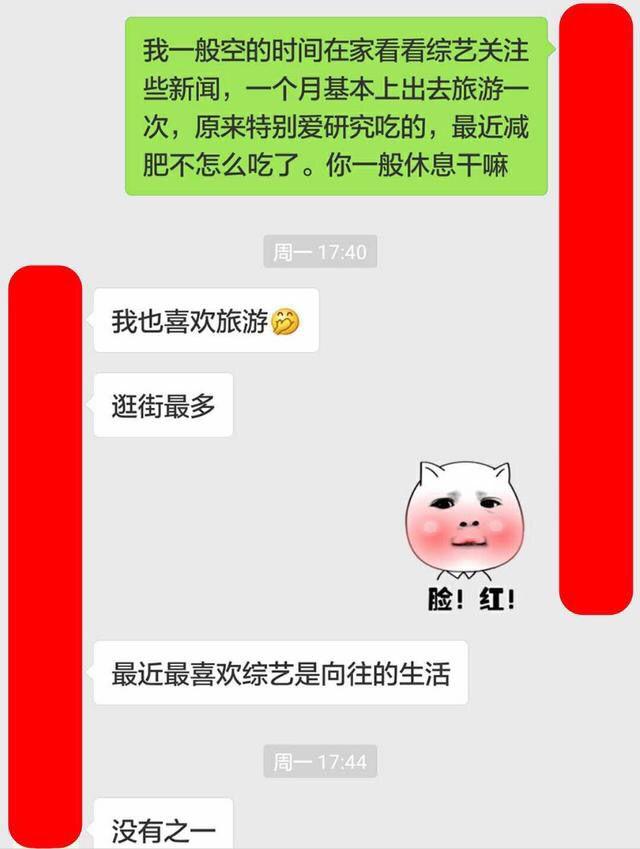 我一般空的时间在家看看综艺关注
些新闻，一个月基本上出去旅游一
次，原来特别爱研究吃的，最近减
肥不怎么吃了。你一般休息干嘛
周一 17:40
我也喜欢旅游🤭
逛街最多
脸！红！
最近最喜欢综艺是向往的生活
周一 17:44
没有之一